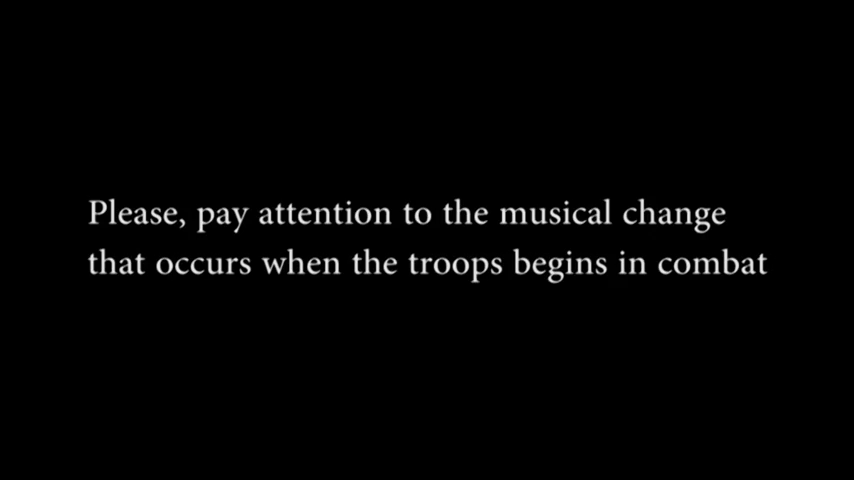 Please, pay attention to the musical change
that occurs when the troops begins in combat